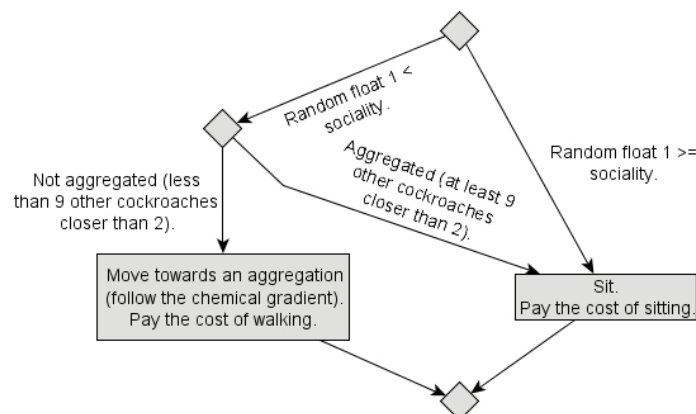 Random float 1 <
sociality.
Aggregated (at least 9
other cockroaches
closer than 2).
Random float 1 >=
sociality.
Not aggregated (less
than 9 other cockroaches
closer than 2).
Move towards an aggregation
(follow the chemical gradient).
Pay the cost of walking.
Sit.
Pay the cost of sitting.